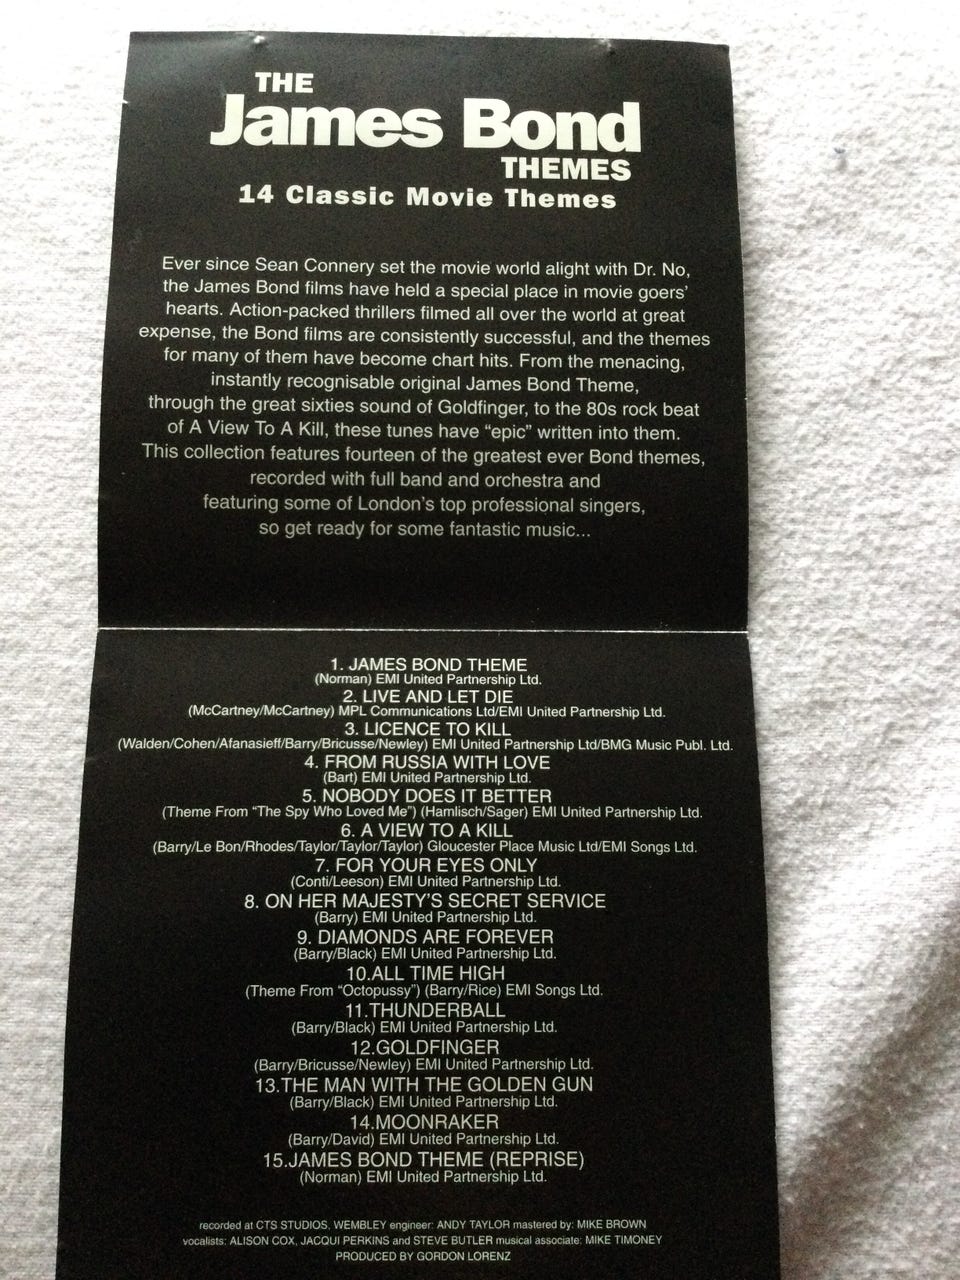 THE
James Bond
THEMES
14 Classic Movie Themes
Ever since Sean Connery set the movie world alight with Dr. No,
the James Bond films have held a special place in movie goers'
hearts. Action-packed thrillers filmed all over the world at great
expense, the Bond films are consistently successful, and the themes
for many of them have become chart hits. From the menacing,
instantly recognisable original James Bond Theme,
through the great sixties sound of Goldfinger, to the 80s rock beat
of A View To A Kill, these tunes have “epic” written into them.
This collection features fourteen of the greatest ever Bond themes,
recorded with full band and orchestra and
featuring some of London's top professional singers,
so get ready for some fantastic music...
1. JAMES BOND THEME
(Norman) EMI United Partnership Ltd.
2. LIVE AND LET DIE
(McCartney/McCartney) MPL Communications Ltd/EMI United Partnership Ltd.
3. LICENCE TO KILL
(Walden/Cohen/Afanasieff/Barry/Bricusse/Newley) EMI United Partnership Ltd/BMG Music Publ. Ltd.
4. FROM RUSSIA WITH LOVE
(Bart) EMI United Partnership Ltd.
5. NOBODY DOES IT BETTER
(Theme From “The Spy Who Loved Me”) (Hamlisch/Sager) EMI United Partnership Ltd.
6. A VIEW TO A KILL
(Barry/Le Bon/Rhodes/Taylor/Taylor/Taylor) Gloucester Place Music Ltd/EMI Songs Ltd.
7. FOR YOUR EYES ONLY
(Conti/Leeson) EMI United Partnership Ltd.
8. ON HER MAJESTY'S SECRET SERVICE
(Barry) EMI United Partnership Ltd.
9. DIAMONDS ARE FOREVER
(Barry/Black) EMI United Partnership Ltd.
10.ALL TIME HIGH
(Theme From “Octopussy”) (Barry/Rice) EMI Songs Ltd.
11.THUNDERBALL
(Barry/Black) EMI United Partnership Ltd.
12.GOLDFINGER
(Barry/Bricusse/Newley) EMI United Partnership Ltd.
13.THE MAN WITH THE GOLDEN GUN
(Barry/Black) EMI United Partnership Ltd.
14.MOONRAKER
(Barry/David) EMI United Partnership Ltd.
15.JAMES BOND THEME (REPRISE)
(Norman) EMI United Partnership Ltd.
recorded at CTS STUDIOS, WEMBLEY engineer: ANDY TAYLOR mastered by: MIKE BROWN
vocalists: ALISON COX, JACQUI PERKINS and STEVE BUTLER musical associate: MIKE TIMONEY
PRODUCED BY GORDON LORENZ